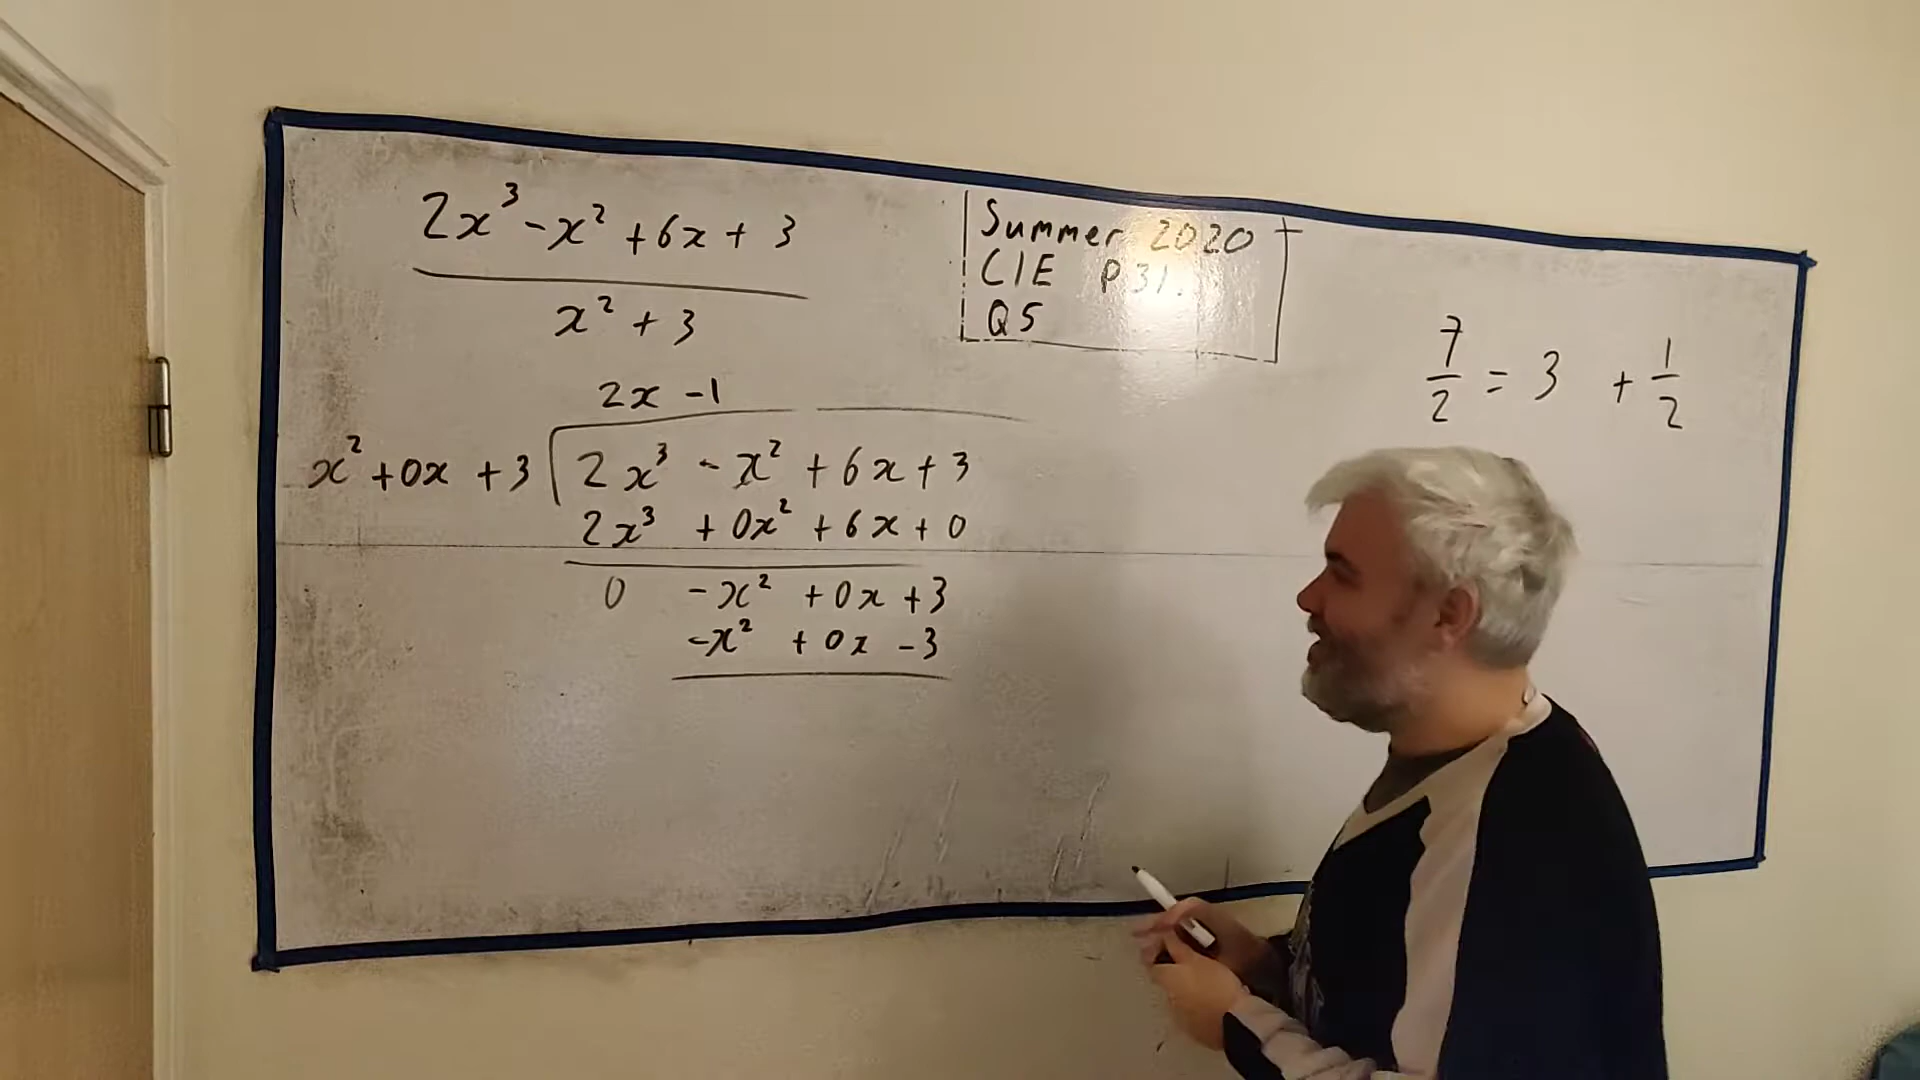 2x³ - x² + 6x + 3
x² + 3
Summer 2020
CIE P31.
Q5
7/2 = 3 + 1/2
2x - 1
x² + 0x + 3 2x³ - x² + 6x + 3
2x³ + 0x² + 6x + 0
0 - x² + 0x + 3
- x² + 0x - 3